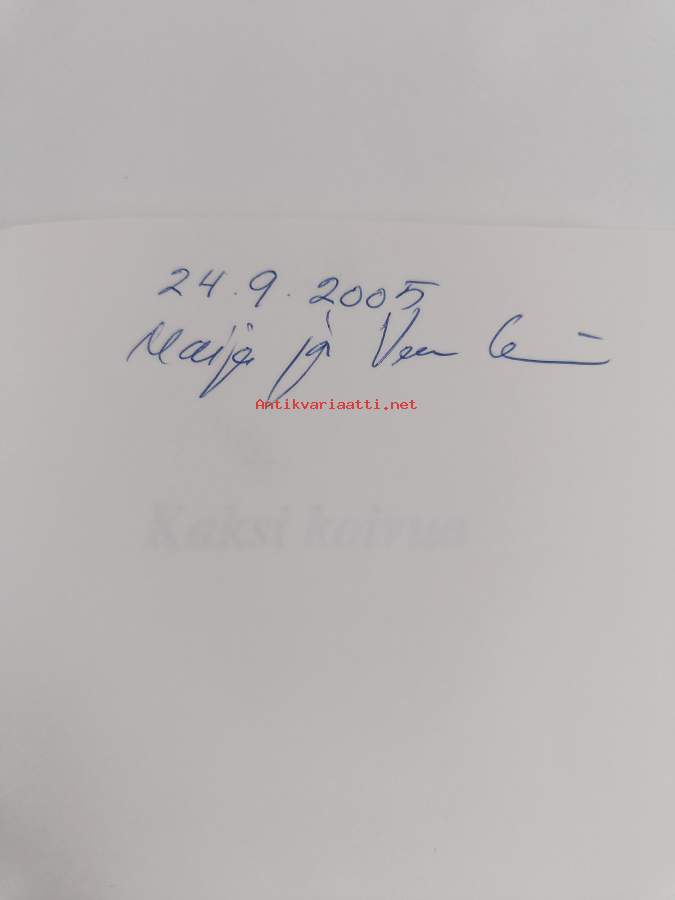 24.9.2005
Maija ja
Antikvariaatti.net
Kaksi koiraa